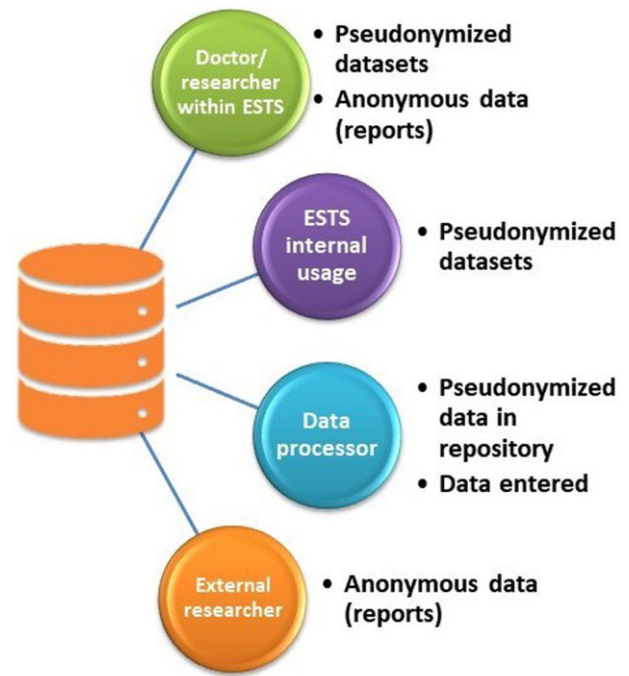 Doctor/
researcher
within ESTS
• Pseudonymized
datasets
• Anonymous data
(reports)
ESTS
internal
usage
• Pseudonymized
datasets
Data
processor
• Pseudonymized
data in
repository
• Data entered
External
researcher
• Anonymous data
(reports)